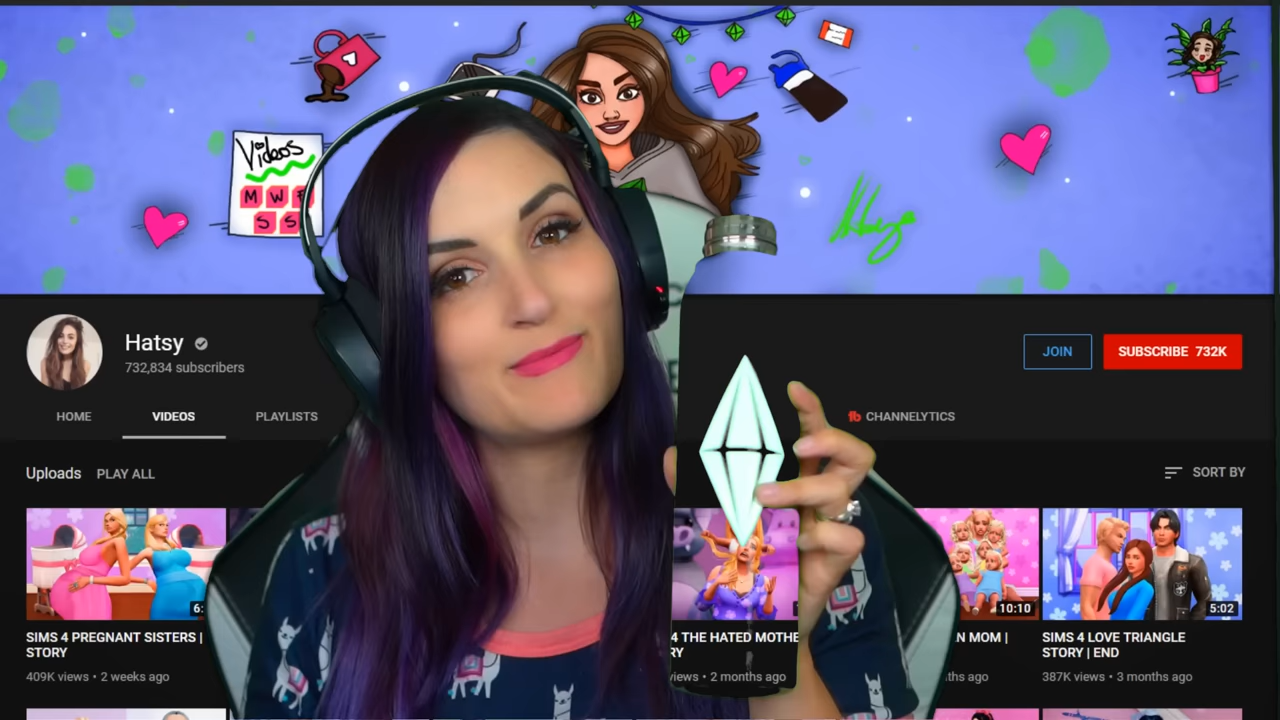 Videos
M W F
S S
Hatsy
732,834 subscribers
JOIN
SUBSCRIBE 732K
HOME
VIDEOS
PLAYLISTS
CHANNELYTICS
Uploads
PLAY ALL
SORT BY
6:
10:10
5:02
SIMS 4 PREGNANT SISTERS |
STORY
4 THE HATED MOTHE
RY
N MOM |
SIMS 4 LOVE TRIANGLE
STORY | END
409K views • 2 weeks ago
views • 2 months ago
ths ago
387K views • 3 months ago